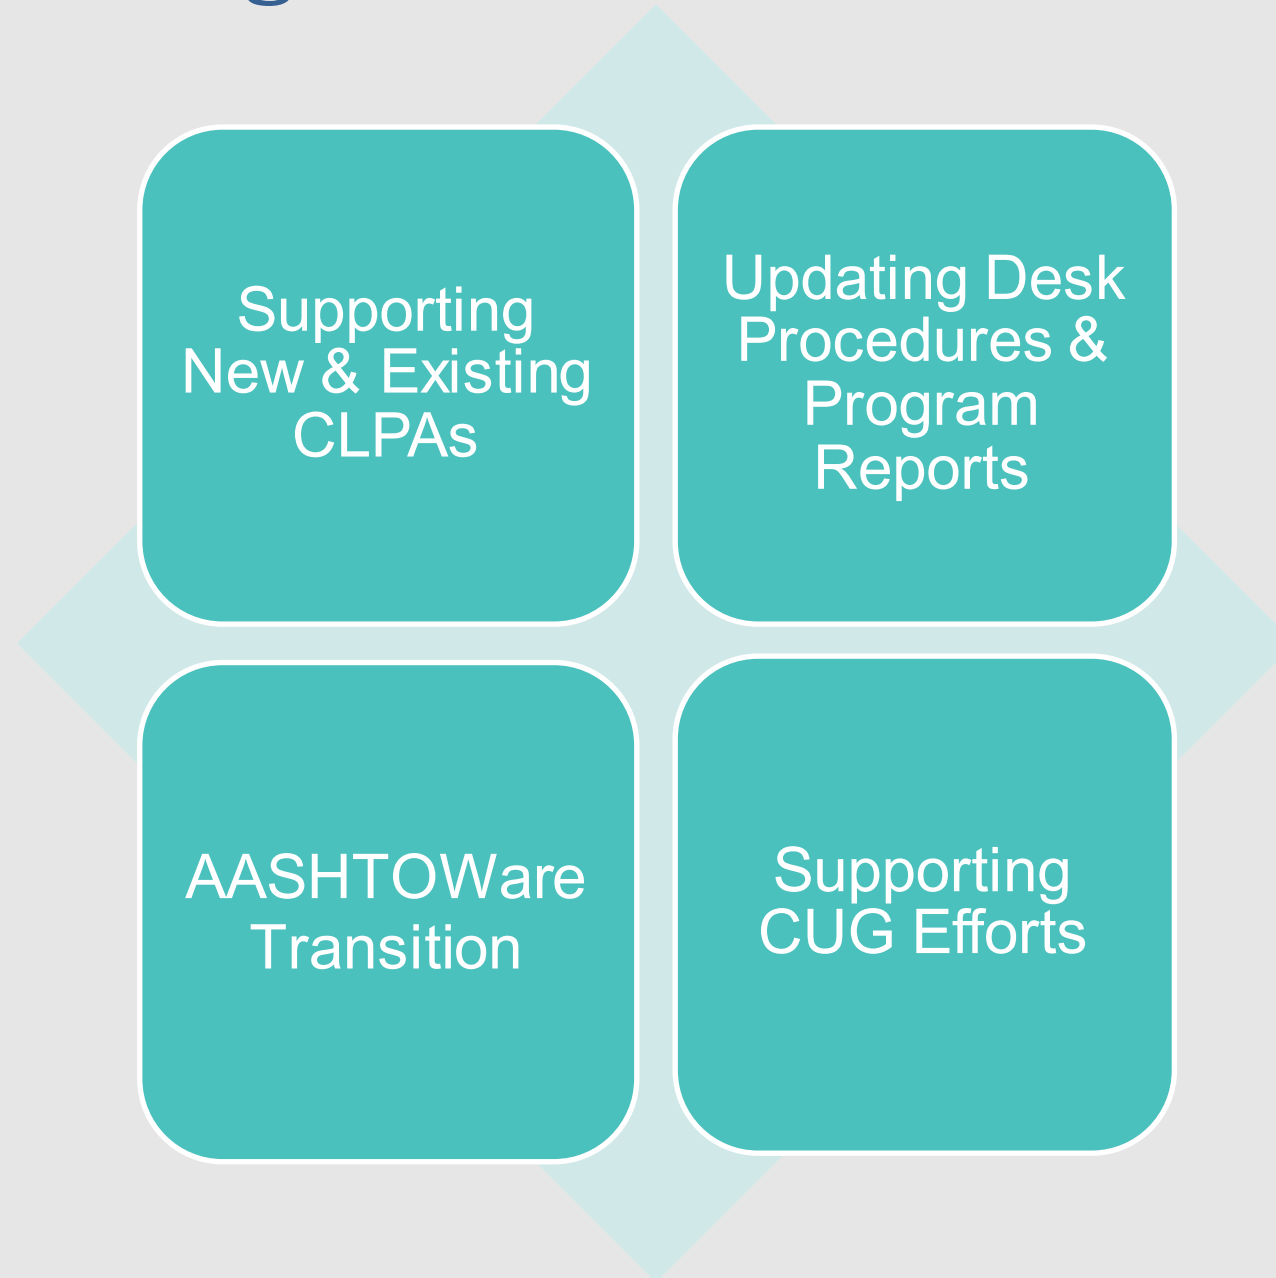 Supporting
New & Existing
CLPAs
Updating Desk
Procedures &
Program
Reports
AASHTOWare
Transition
Supporting
CUG Efforts